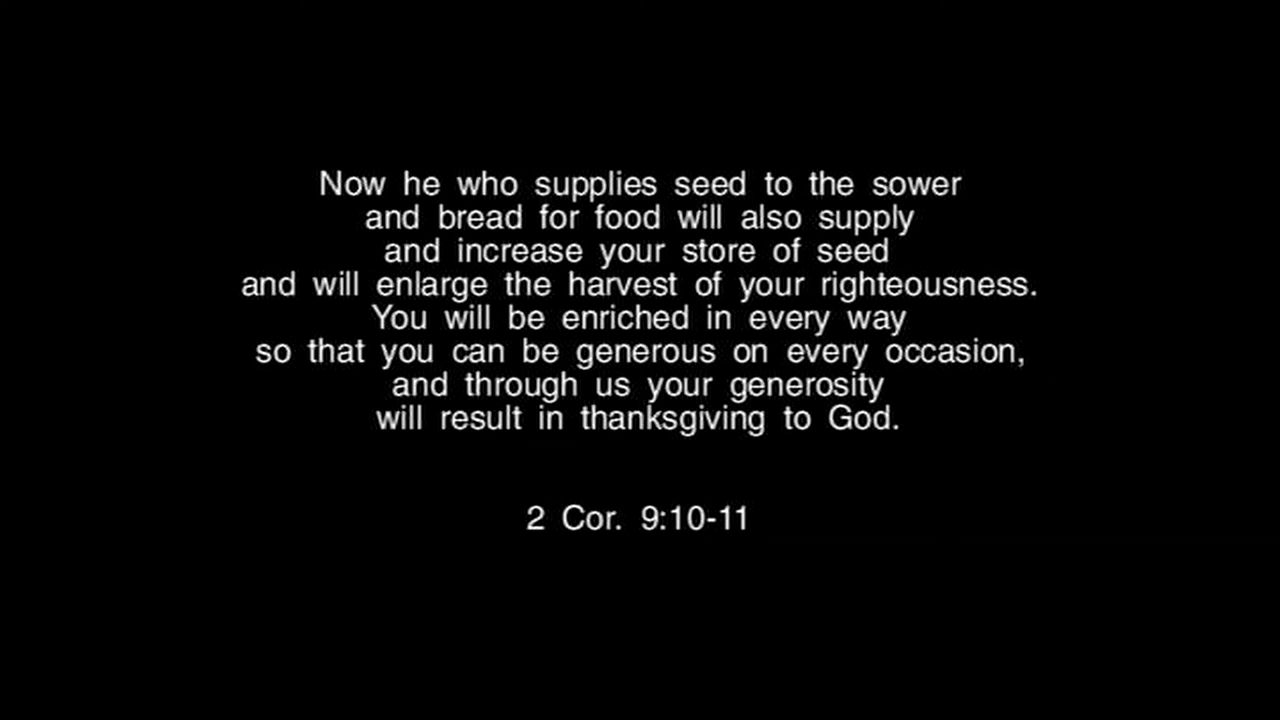 Now he who supplies seed to the sower
and bread for food will also supply
and increase your store of seed
and will enlarge the harvest of your righteousness.
You will be enriched in every way
so that you can be generous on every occasion,
and through us your generosity
will result in thanksgiving to God.
2 Cor. 9:10-11